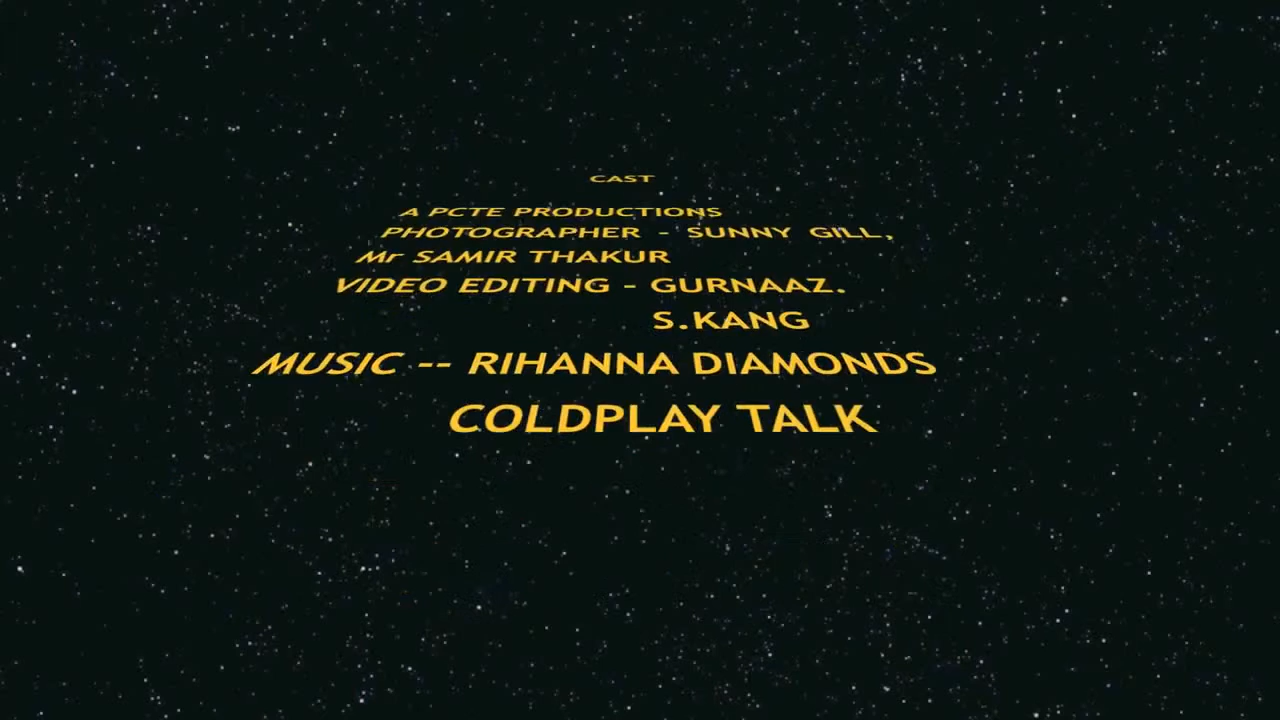 CAST
A PCTE PRODUCTIONS
PHOTOGRAPHER - SUNNY GILL,
Mr SAMIR THAKUR
VIDEO EDITING - GURNAAZ.
S.KANG
MUSIC -- RIHANNA DIAMONDS
COLDPLAY TALK